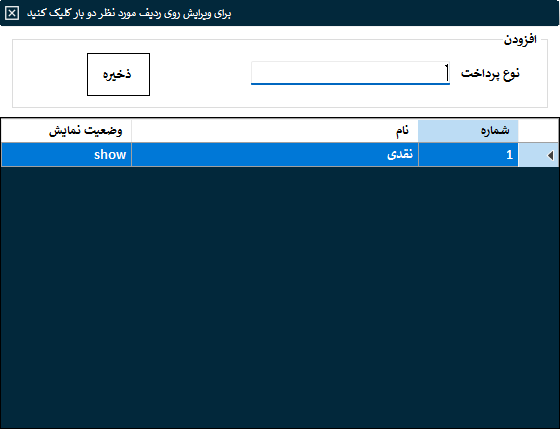 برای ویرایش روی ردیف مورد نظر دو بار کلیک کنید
افزودن
نوع پرداخت
ذخیره
شماره نام وضعیت نمایش
1 نقدی show